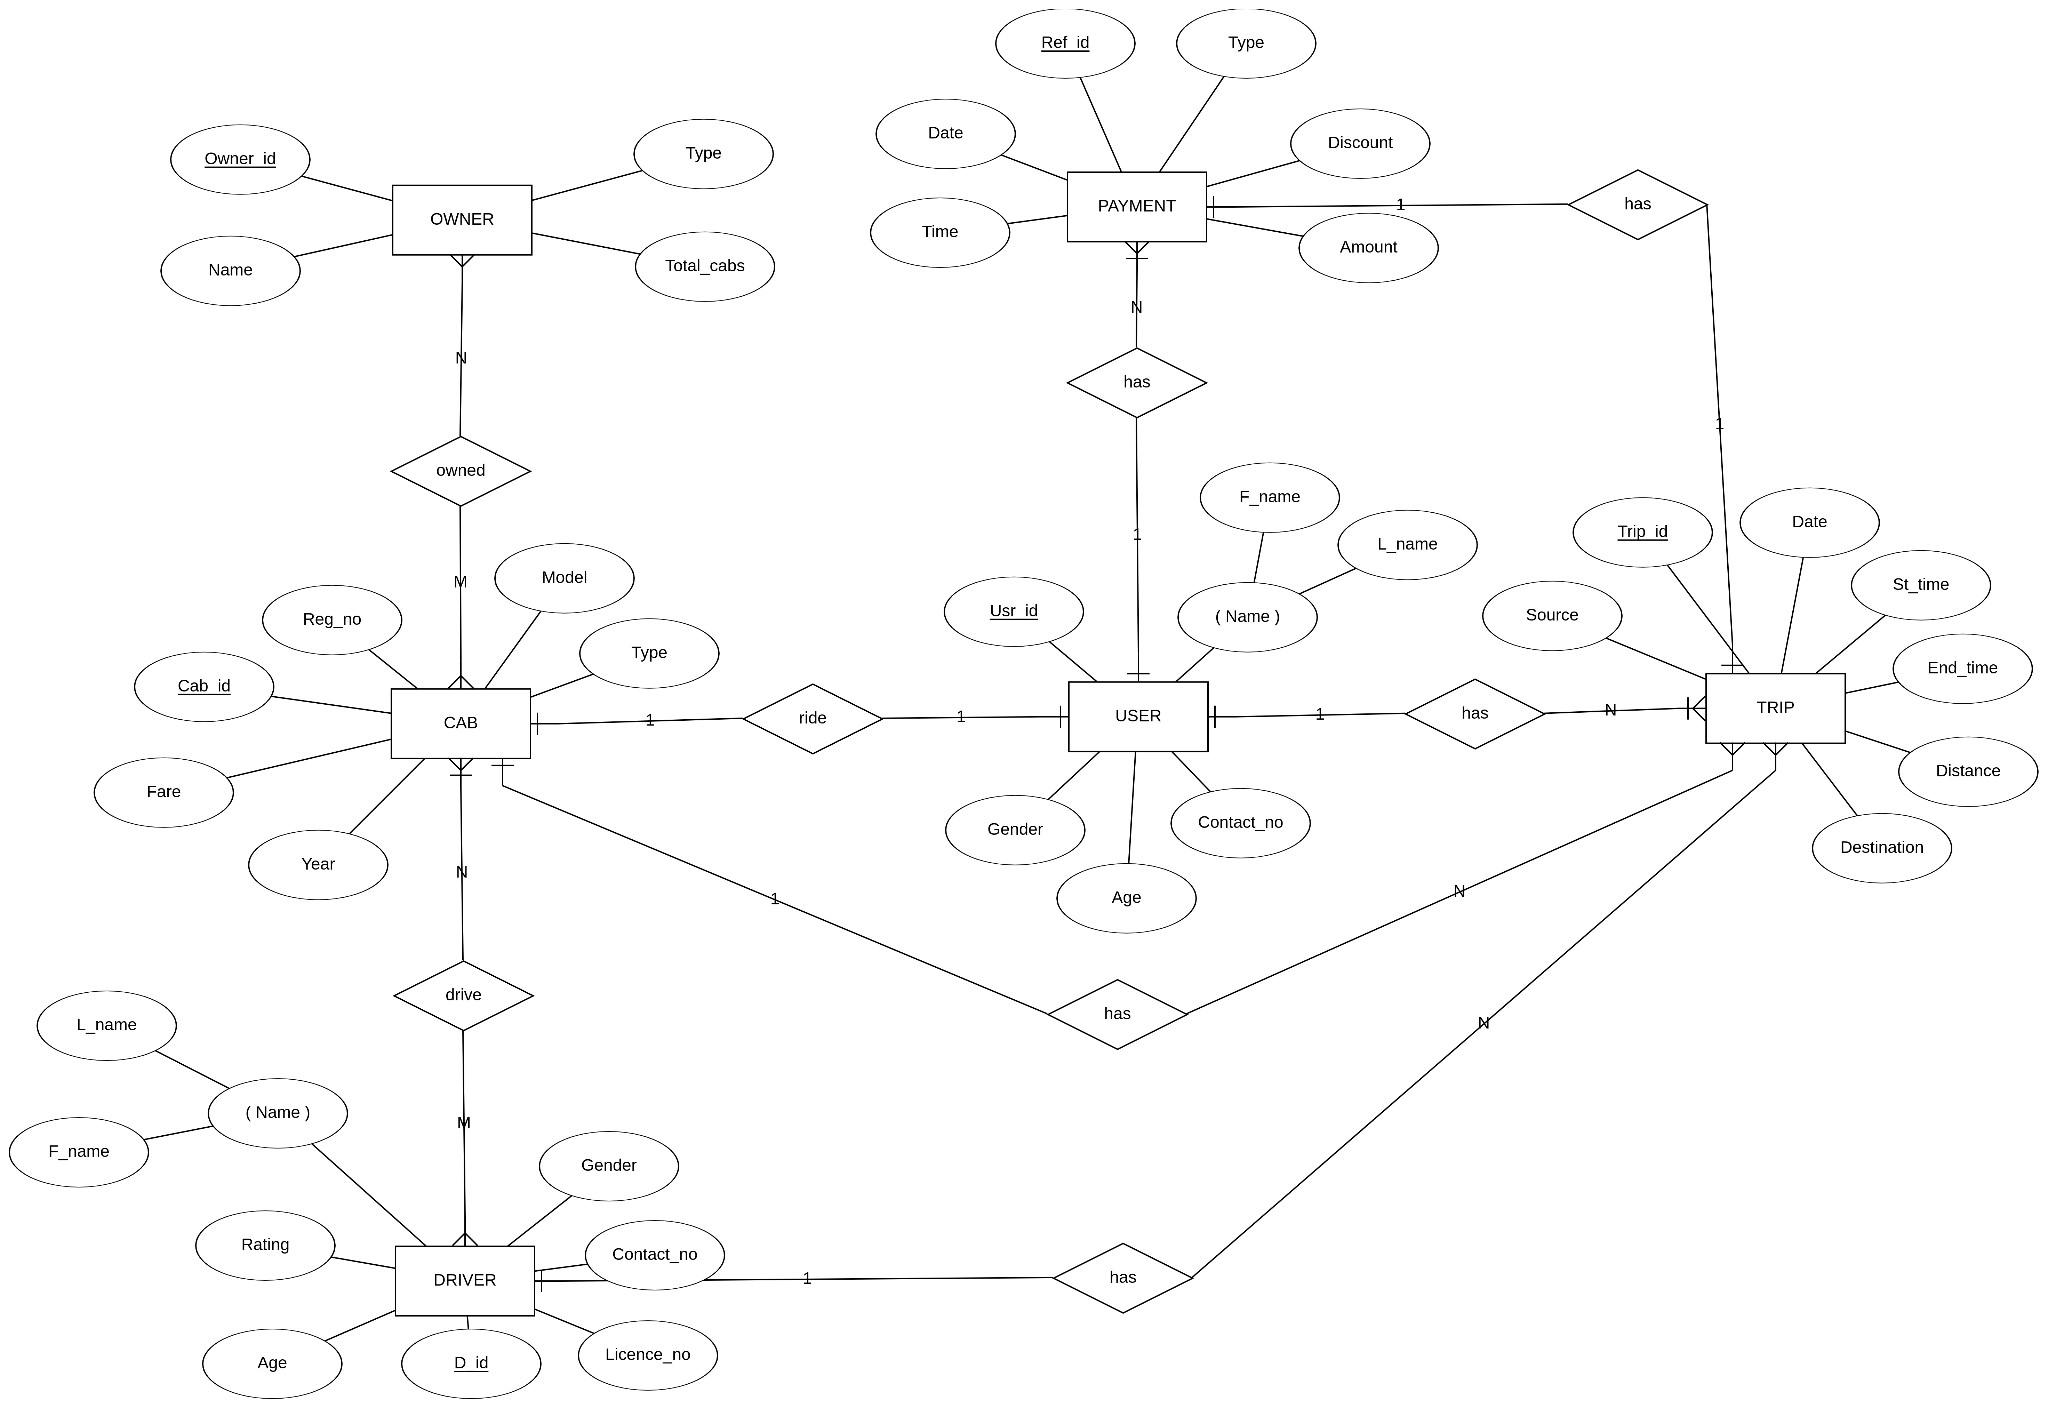 Ref_id
Type
Date
Discount
Owner_id
Type
PAYMENT
1
has
OWNER
Time
Amount
Name
Total_cabs
N
N
has
1
owned
F_name
Trip_id
Date
1
L_name
M
Model
St_time
Reg_no
Usr_id
( Name )
Source
Type
End_time
Cab_id
CAB
1
ride
1
USER
1
has
N
TRIP
Fare
Distance
Gender
Contact_no
Year
Age
Destination
N
1
N
drive
has
L_name
N
( Name )
M
F_name
Gender
Rating
Contact_no
DRIVER
1
has
Age
D_id
Licence_no